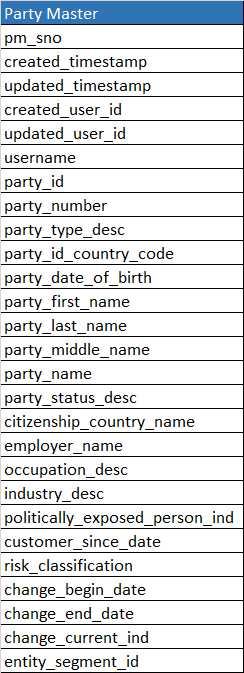 Party Master
pm_sno
created_timestamp
updated_timestamp
created_user_id
updated_user_id
username
party_id
party_number
party_type_desc
party_id_country_code
party_date_of_birth
party_first_name
party_last_name
party_middle_name
party_name
party_status_desc
citizenship_country_name
employer_name
occupation_desc
industry_desc
politically_exposed_person_ind
customer_since_date
risk_classification
change_begin_date
change_end_date
change_current_ind
entity_segment_id